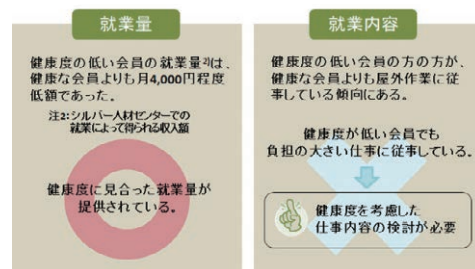 就業量
健康度の低い会員の就業量²⁾は、
健康な会員よりも月4,000円程度
低額であった。
注2:シルバー人材センターでの
就業によって得られる収入額
健康度に見合った就業量が
提供されている。
就業内容
健康度の低い会員の方の方が、
健康な会員よりも屋外作業に従
事している傾向にある。
健康度が低い会員でも
負担の大きい仕事に従事している。
健康度を考慮した
仕事内容の検討が必要